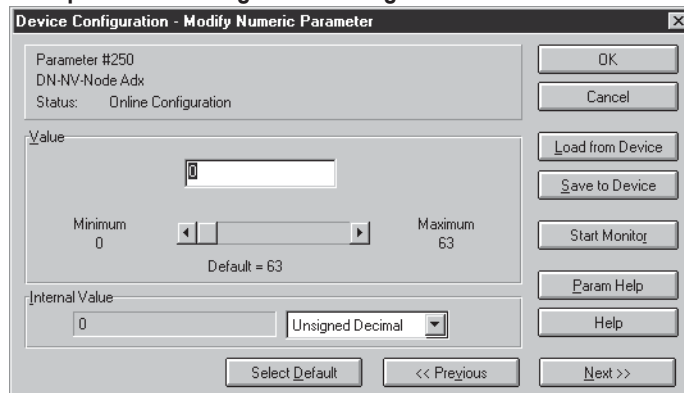 Device Configuration - Modify Numeric Parameter
Parameter #250
DN-NV-Node Adx
Status: Online Configuration
Value
0
Minimum
0
Maximum
63
Default = 63
Internal Value
0
Unsigned Decimal
OK
Cancel
Load from Device
Save to Device
Start Monitor
Param Help
Help
Select Default
<< Previous
Next >>